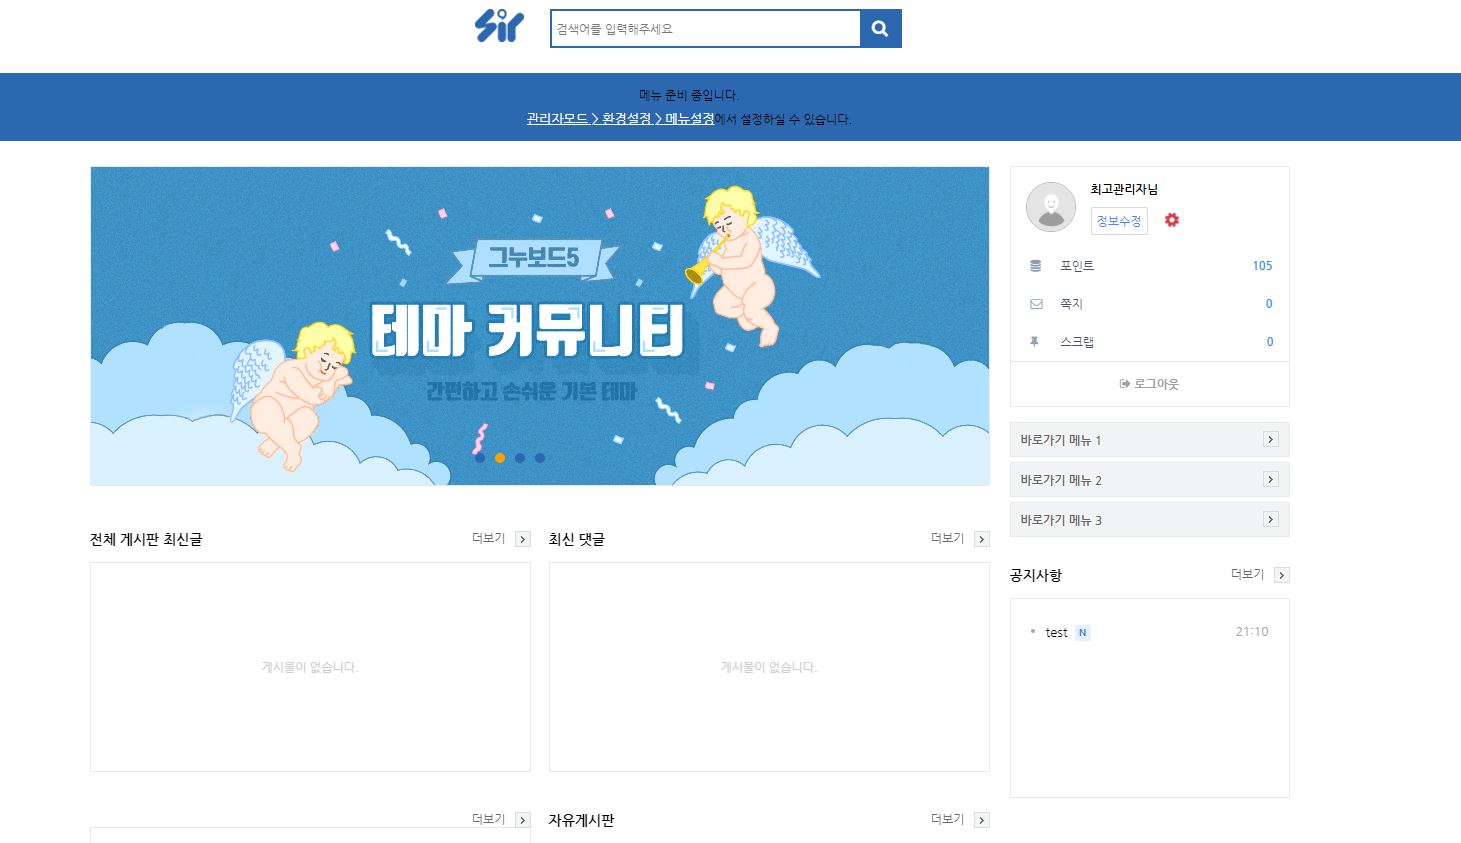 Sir
검색어를 입력해주세요
메뉴 준비 중입니다.
관리자모드 > 환경설정 > 메뉴설정에서 설정하실 수 있습니다.
그누보드5
테마 커뮤니티
간편하고 손쉬운 기본 테마
최고관리자님
정보수정
포인트 105
쪽지 0
스크랩 0
로그아웃
바로가기 메뉴 1
바로가기 메뉴 2
바로가기 메뉴 3
전체 게시판 최신글 더보기
게시물이 없습니다.
최신 댓글 더보기
게시물이 없습니다.
공지사항 더보기
test N 21:10
더보기
자유게시판 더보기